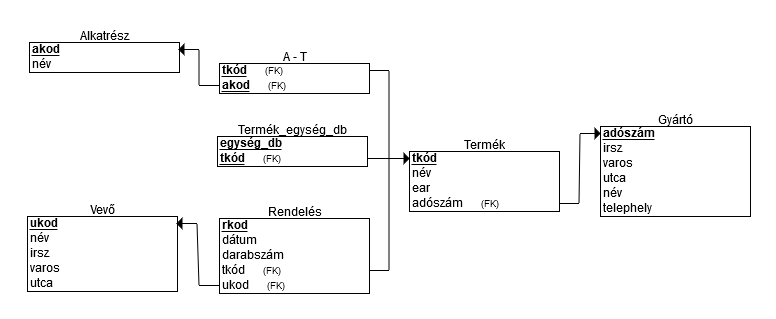 Alkatrész
akod
név
A - T
tkód (FK)
akod (FK)
Termék_egység_db
egység_db
tkód (FK)
Termék
tkód
név
ear
adószám (FK)
Gyártó
adószám
irsz
varos
utca
név
telephely
Vevő
ukod
név
irsz
varos
utca
Rendelés
rkod
dátum
darabszám
tkód (FK)
ukod (FK)